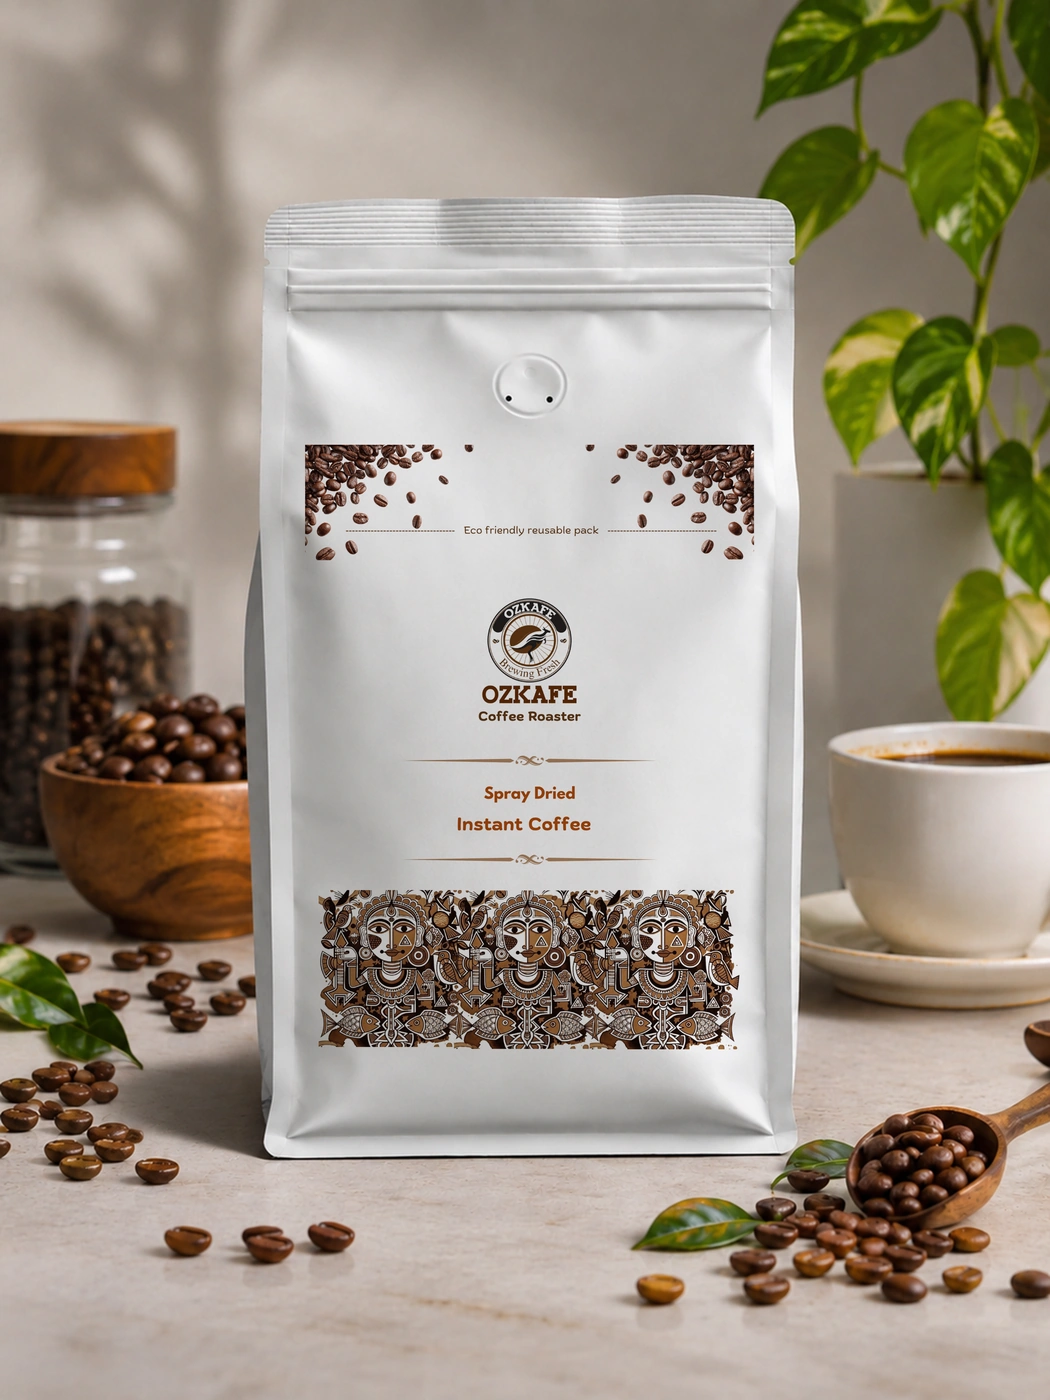 Eco friendly reusable pack
OZKAFE
Brewing Fresh
OZKAFE
Coffee Roaster
Spray Dried
Instant Coffee